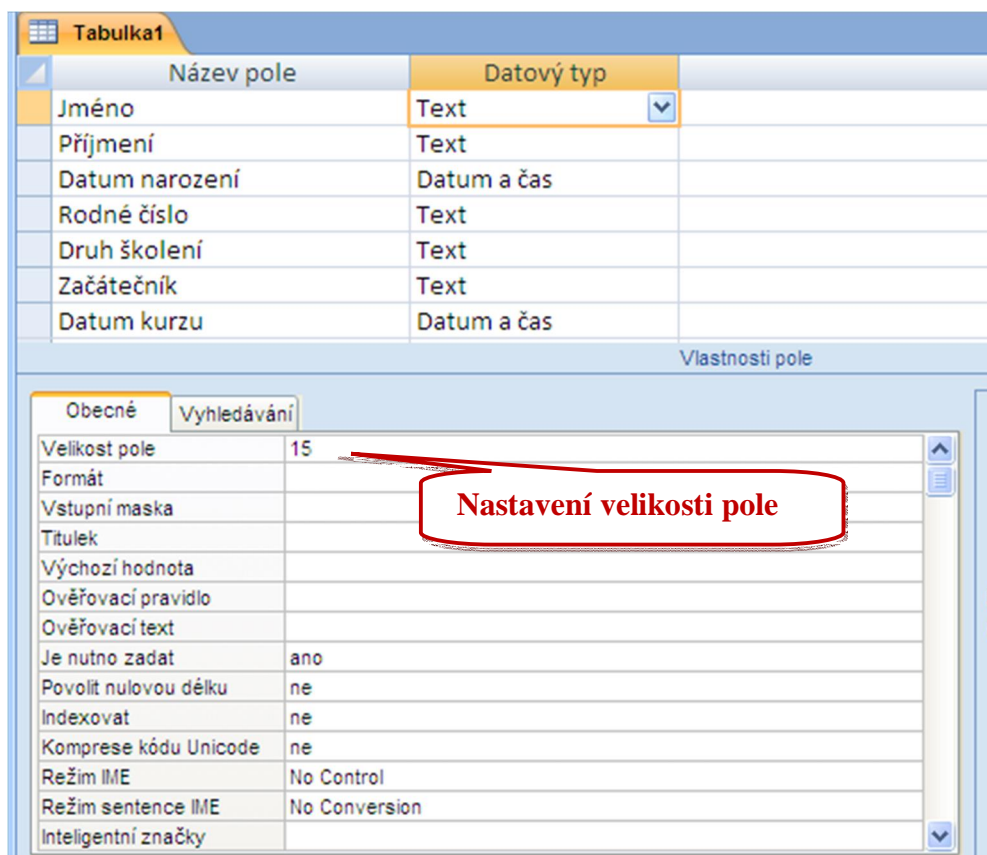 Tabulka1
Název pole Datový typ
Jméno Text
Příjmení Text
Datum narození Datum a čas
Rodné číslo Text
Druh školení Text
Začátečník Text
Datum kurzu Datum a čas
Vlastnosti pole
Obecné Vyhledávání
Velikost pole 15
Formát
Nastavení velikosti pole
Vstupní maska
Titulek
Výchozí hodnota
Ověřovací pravidlo
Ověřovací text
Je nutno zadat ano
Povolit nulovou délku ne
Indexovat ne
Komprese kódu Unicode ne
Režim IME No Control
Režim sentence IME No Conversion
Inteligentní značky